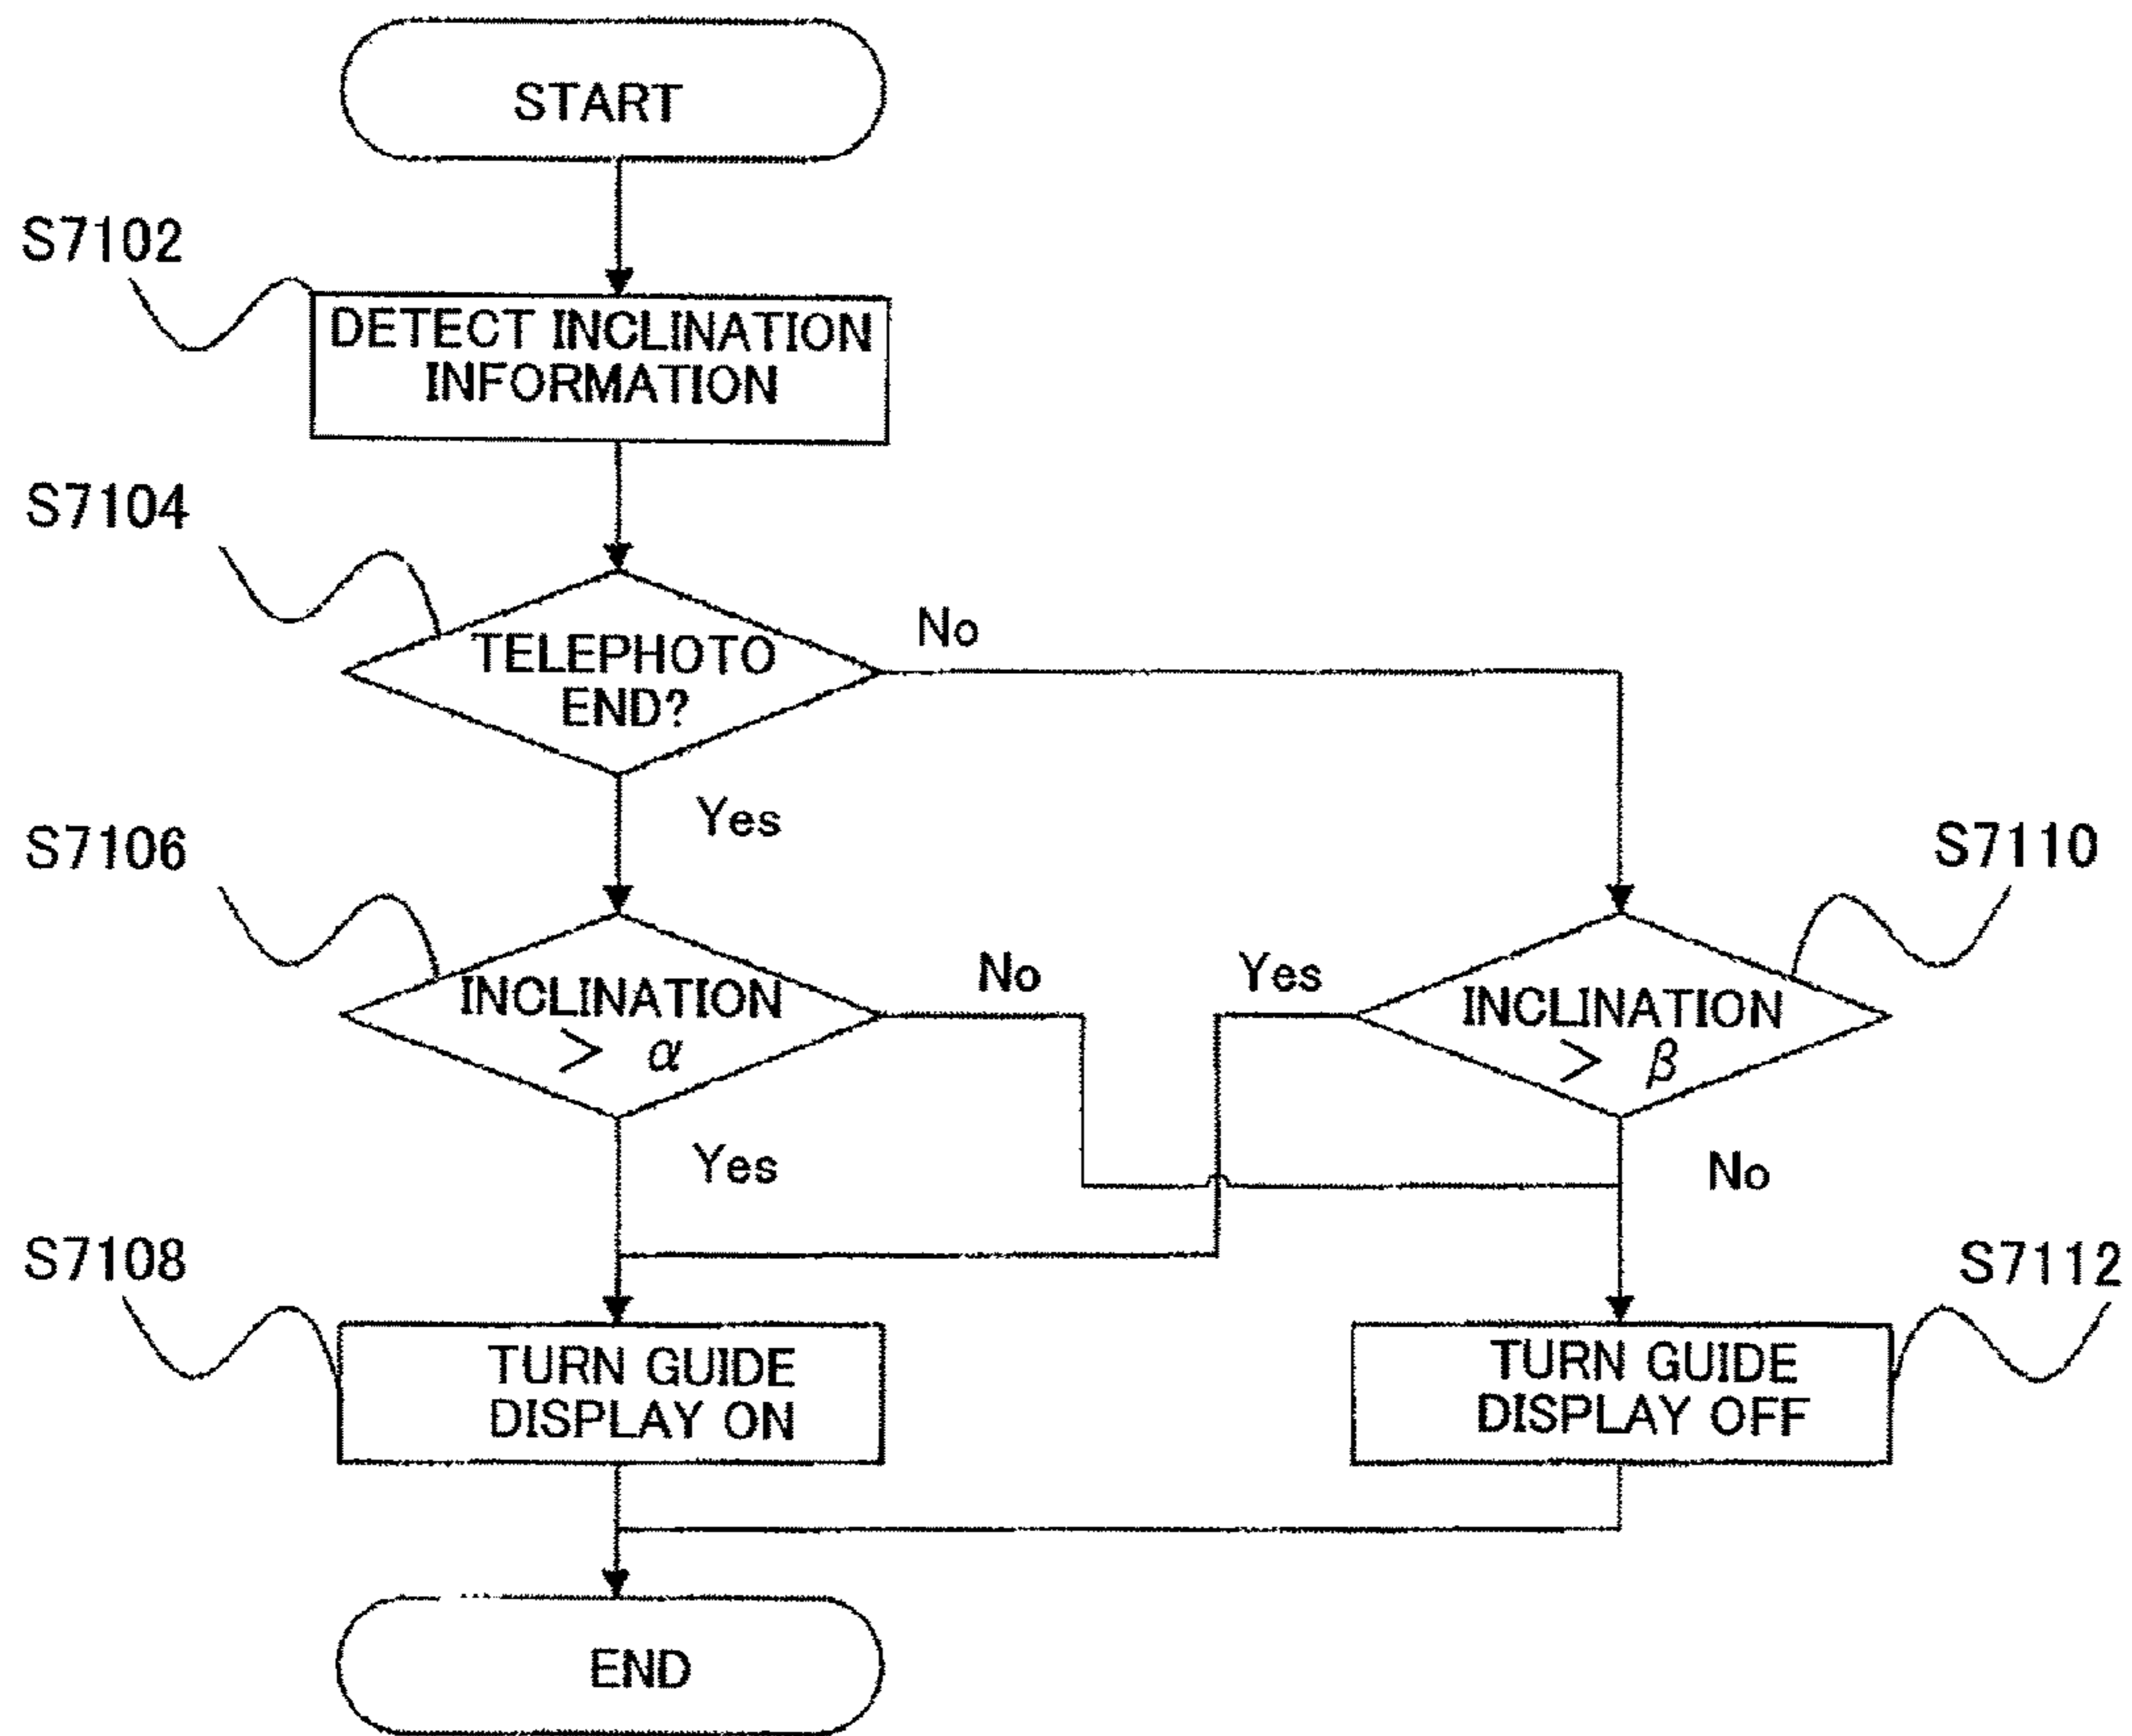 START
S7102
DETECT INCLINATION
INFORMATION
S7104
TELEPHOTO
END?
No
Yes
S7106
INCLINATION
> α
No
Yes
S7110
INCLINATION
> β
Yes
No
S7108
TURN GUIDE
DISPLAY ON
S7112
TURN GUIDE
DISPLAY OFF
END